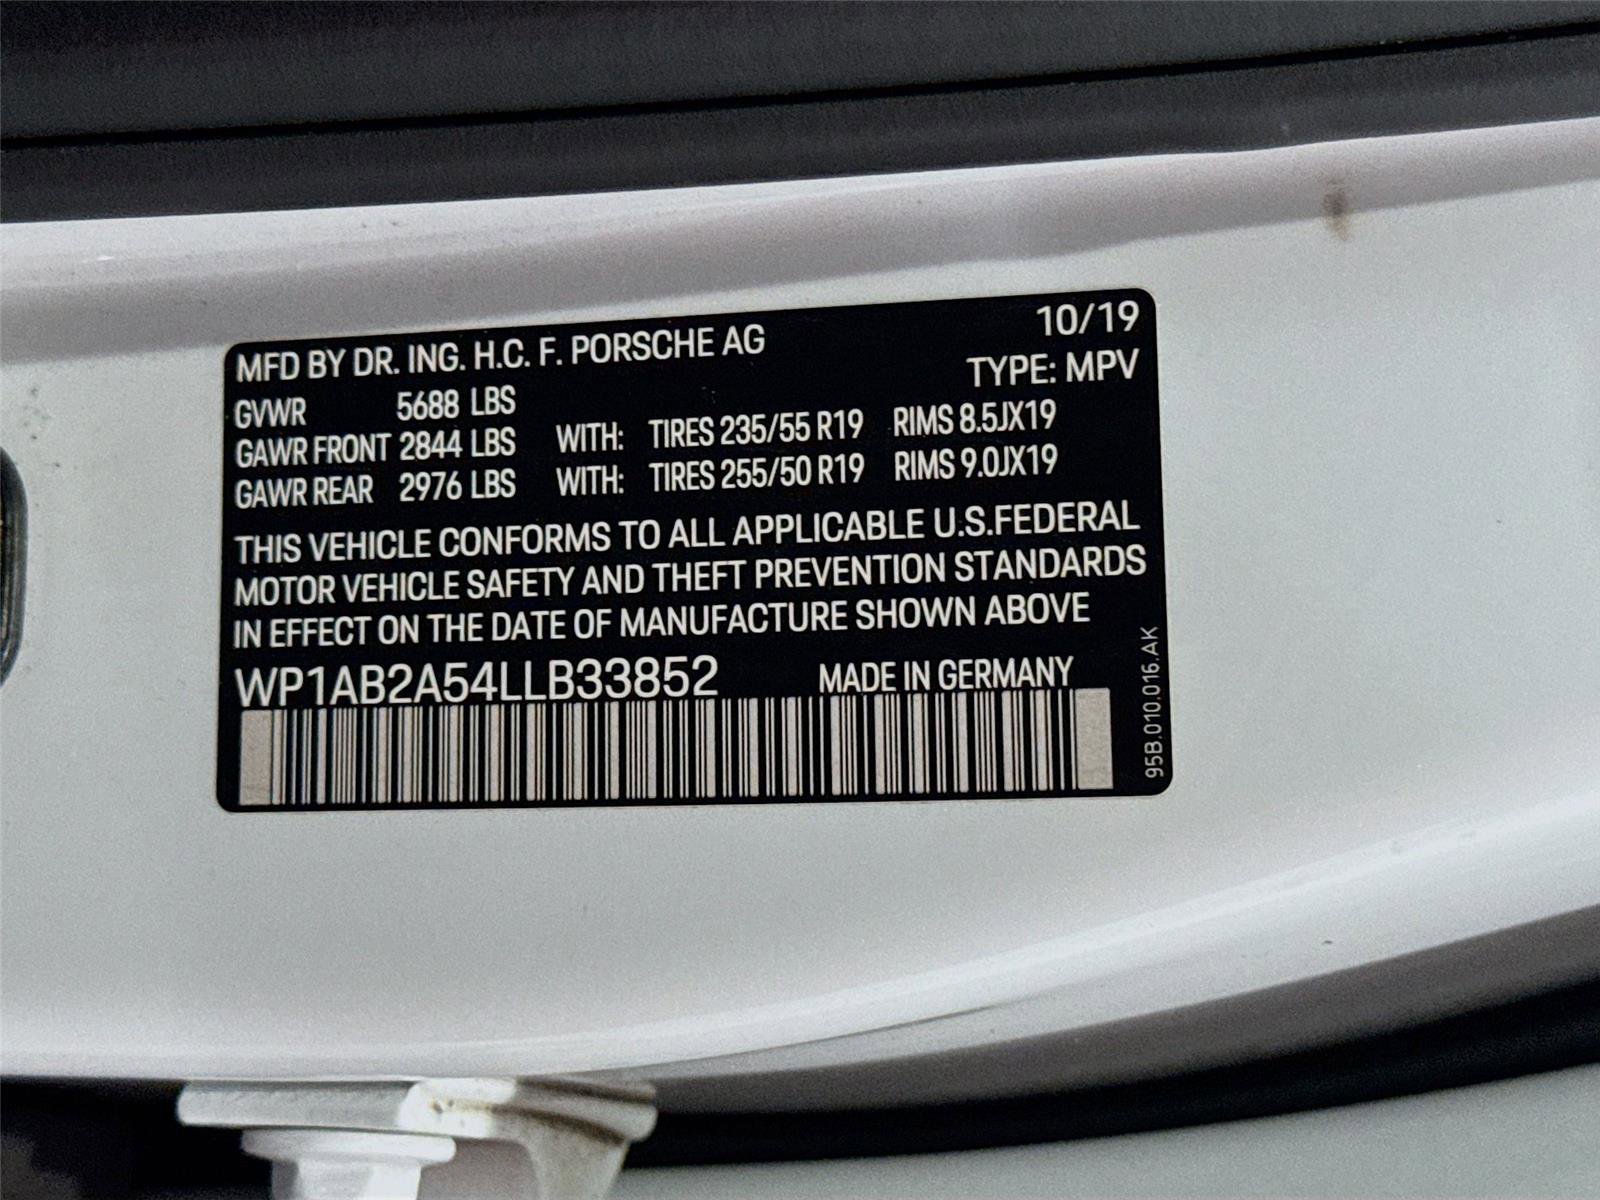 MFD BY DR. ING. H.C. F. PORSCHE AG 10/19
TYPE: MPV
GVWR 5688 LBS
GAWR FRONT 2844 LBS WITH: TIRES 235/55 R19 RIMS 8.5JX19
GAWR REAR 2976 LBS WITH: TIRES 255/50 R19 RIMS 9.0JX19
THIS VEHICLE CONFORMS TO ALL APPLICABLE U.S.FEDERAL
MOTOR VEHICLE SAFETY AND THEFT PREVENTION STANDARDS
IN EFFECT ON THE DATE OF MANUFACTURE SHOWN ABOVE
WP1AB2A54LLB33852 MADE IN GERMANY
95B.010.016.AK